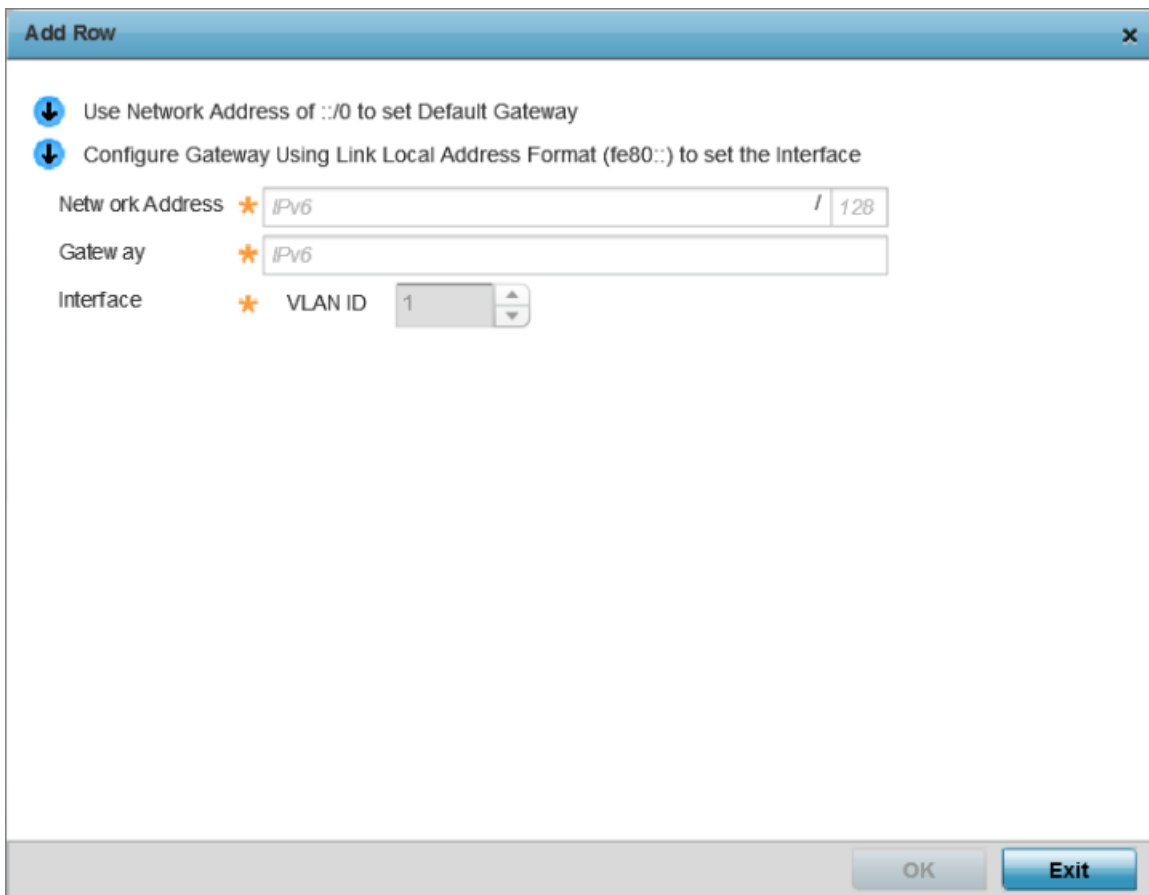 Add Row
Use Network Address of ::/0 to set Default Gateway
Configure Gateway Using Link Local Address Format (fe80::) to set the Interface
Netw ork Address IPv6 / 128
Gatew ay IPv6
Interface VLAN ID 1
OK Exit